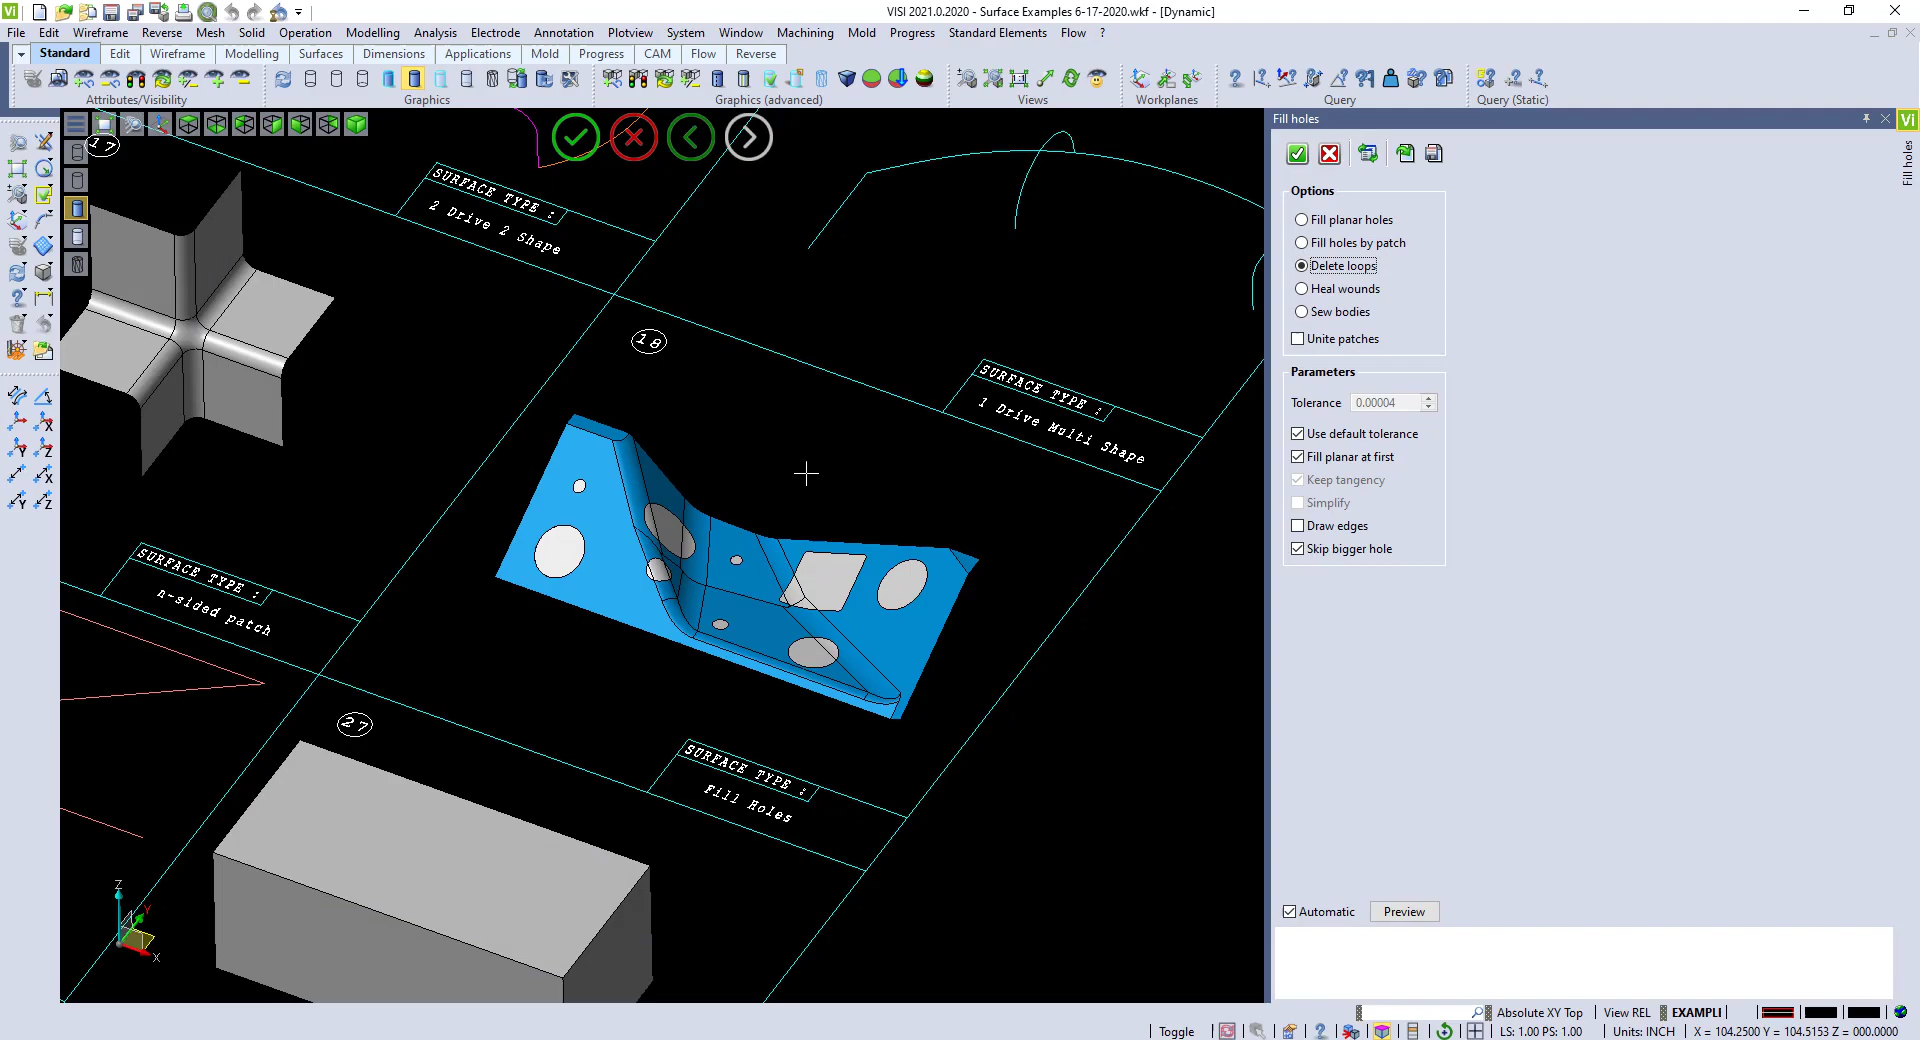 VISI 2021.0.2020 - Surface Examples 6-17-2020.wkf - [Dynamic]
File Edit Wireframe Reverse Mesh Solid Operation Modelling Analysis Electrode Annotation Plotview System Window Machining Mold Progress Standard Elements Flow ?
Standard Edit Wireframe Modelling Surfaces Dimensions Applications Mold Progress CAM Flow Reverse
Attributes/Visibility Graphics Graphics (advanced) Views Workplanes Query Query (Static)
Fill holes
Vi
Fill holes
Options
Fill planar holes
Fill holes by patch
Delete loops
Heal wounds
Sew bodies
Unite patches
Parameters
Tolerance 0.00004
Use default tolerance
Fill planar at first
Keep tangency
Simplify
Draw edges
Skip bigger hole
Automatic Preview
17
SURFACE TYPE :
2 Drive 2 Shape
18
SURFACE TYPE :
1 Drive Multi Shape
SURFACE TYPE :
n-sided patch
27
SURFACE TYPE :
Fill Holes
Z
Y
X
Absolute XY Top View REL EXAMPLI
Toggle LS: 1.00 PS: 1.00 Units: INCH X = 104.2500 Y = 104.5153 Z = 000.0000